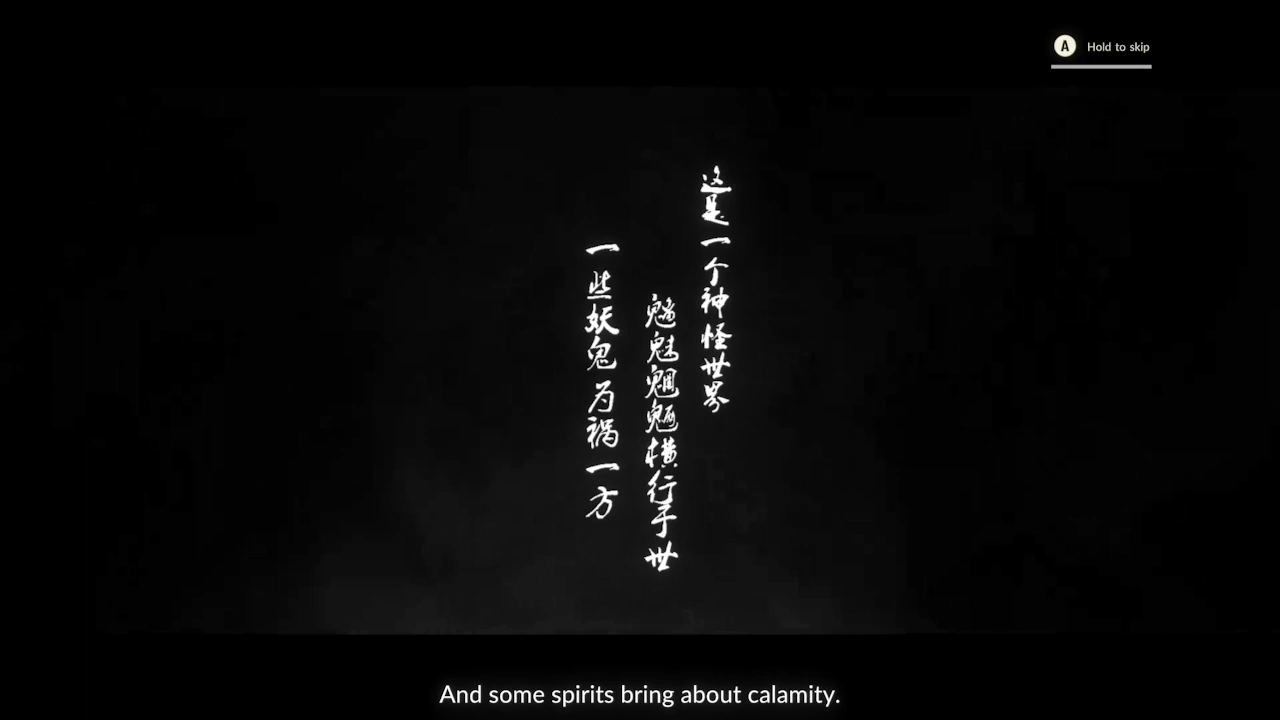 Hold to skip
这是一个神怪世界
魑魅魍魉横行于世
一些妖鬼为祸一方
And some spirits bring about calamity.